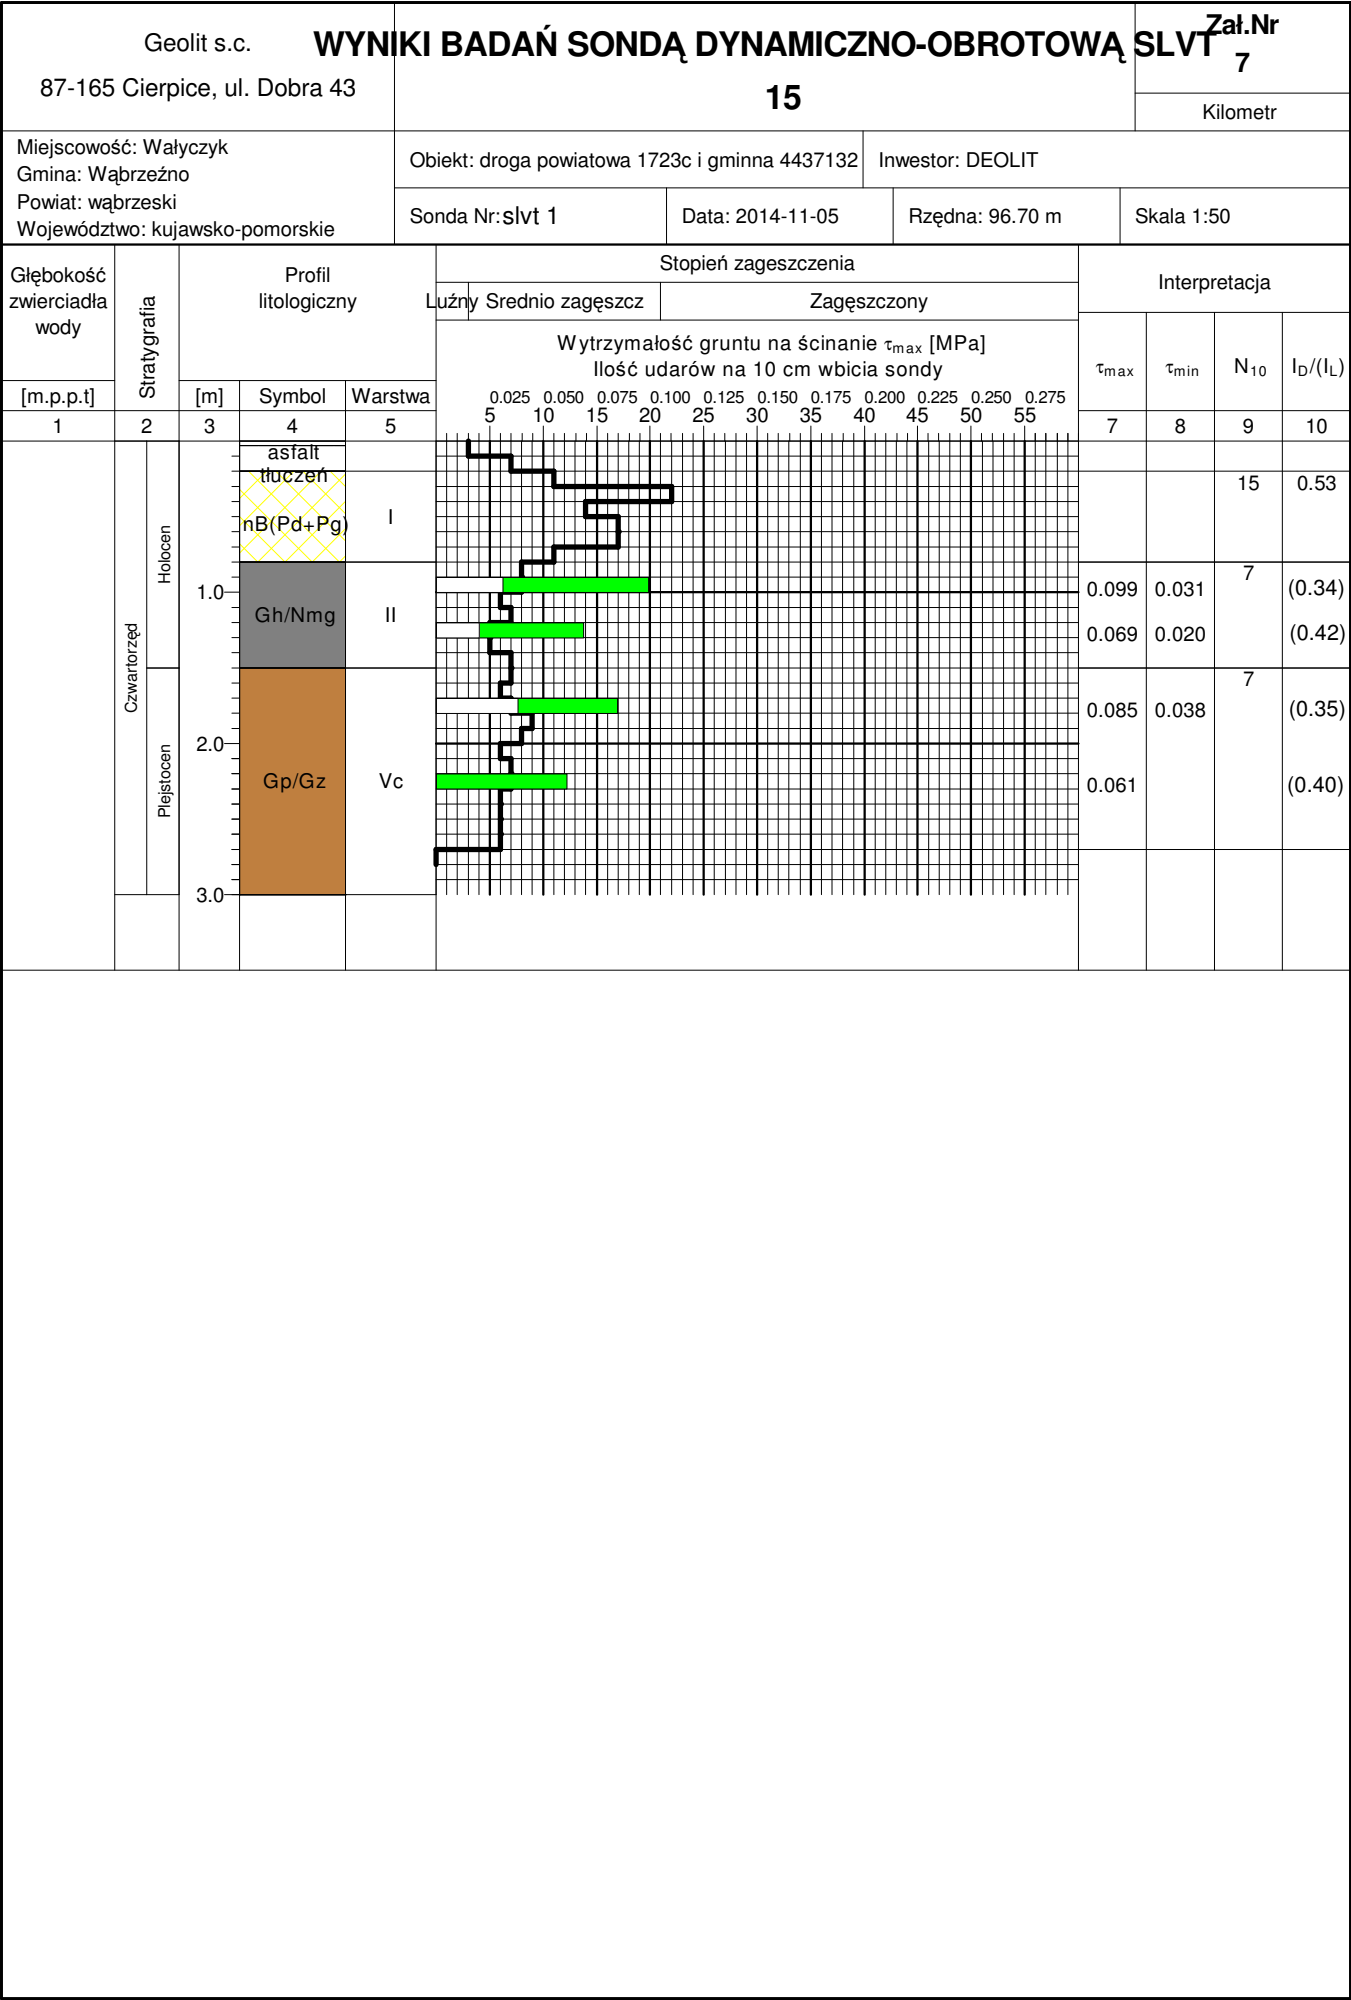 Geolit s.c.
87-165 Cierpice, ul. Dobra 43
WYNIKI BADAŃ SONDĄ DYNAMICZNO-OBROTOWĄ SLVT
15
Zał.Nr
7
Kilometr
Miejscowość: Wałyczyk
Gmina: Wąbrzeźno
Powiat: wąbrzeski
Województwo: kujawsko-pomorskie
Obiekt: droga powiatowa 1723c i gminna 4437132
Inwestor: DEOLIT
Sonda Nr: slvt 1
Data: 2014-11-05
Rzędna: 96.70 m
Skala 1:50
Głębokość
zwierciadła
wody
[m.p.p.t]
Stratygrafia
Profil
litologiczny
[m] Symbol Warstwa
Stopień zageszczenia
Luźny Srednio zagęszcz Zagęszczony
Wytrzymałość gruntu na ścinanie τmax [MPa]
Ilość udarów na 10 cm wbicia sondy
0.025 0.050 0.075 0.100 0.125 0.150 0.175 0.200 0.225 0.250 0.275
5 10 15 20 25 30 35 40 45 50 55
Interpretacja
τmax τmin N10 ID/(IL)
1 2 3 4 5 7 8 9 10
Czwartorzęd
Holocen
Plejstocen
asfalt
tłuczeń
nB(Pd+Pg) I 15 0.53
1.0
Gh/Nmg II 7
0.099 0.031 (0.34)
0.069 0.020 (0.42)
2.0
Gp/Gz Vc 7
0.085 0.038 (0.35)
0.061 (0.40)
3.0